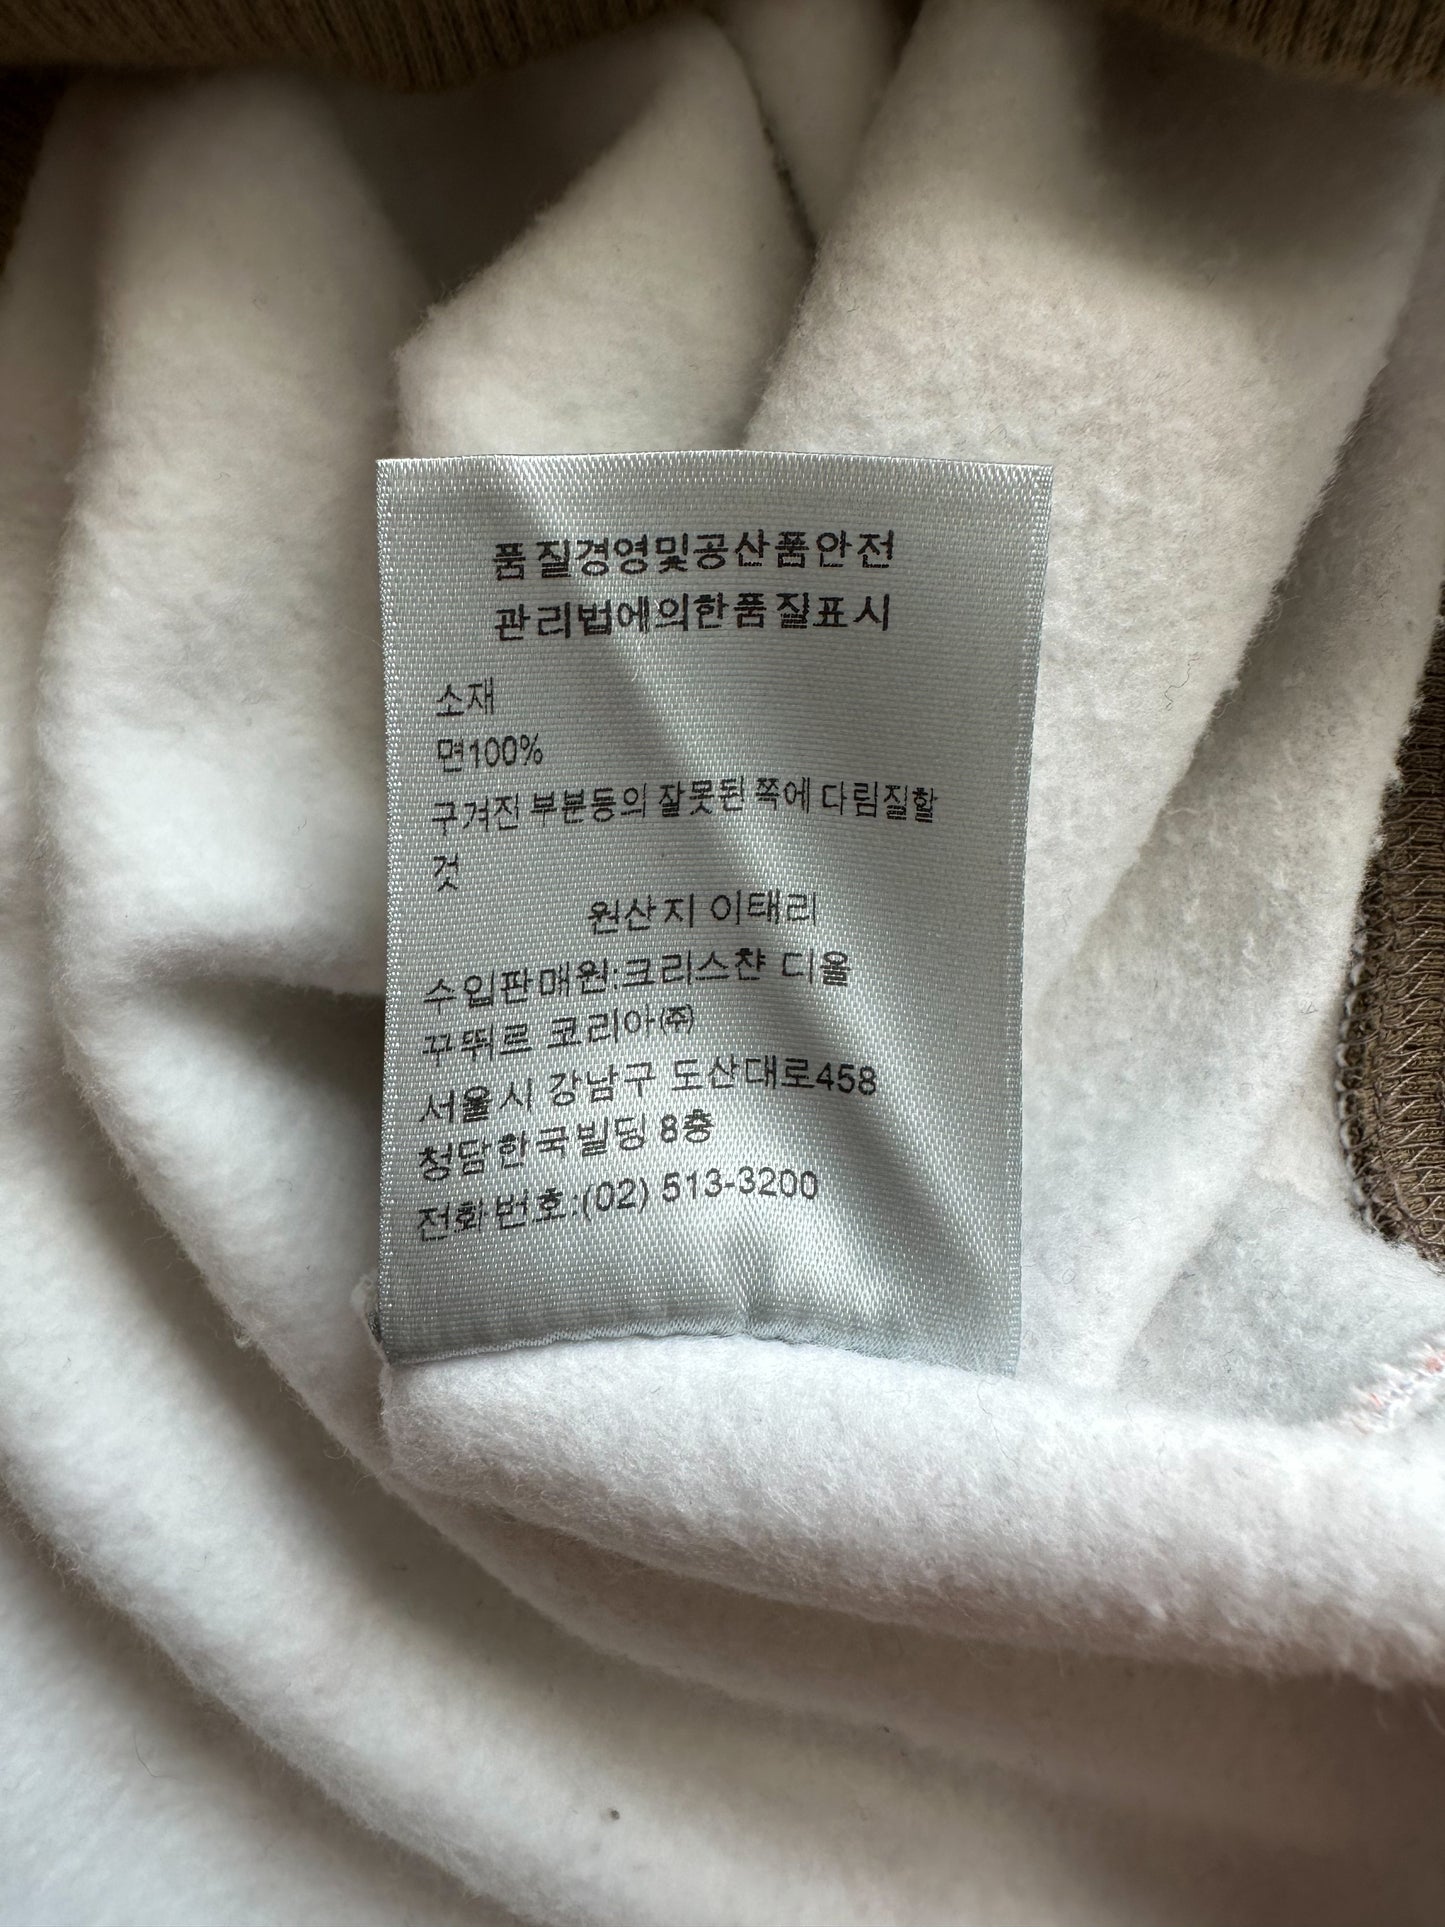 품질경영및공산품안전
관리법에의한품질표시
소재
면100%
구겨진 부분등의 잘못된 쪽에 다림질할
것
원산지 이태리
수입판매원:크리스챤 디올
꾸뛰르 코리아㈜
서울시 강남구 도산대로458
청담한국빌딩 8층
전화번호:(02) 513-3200